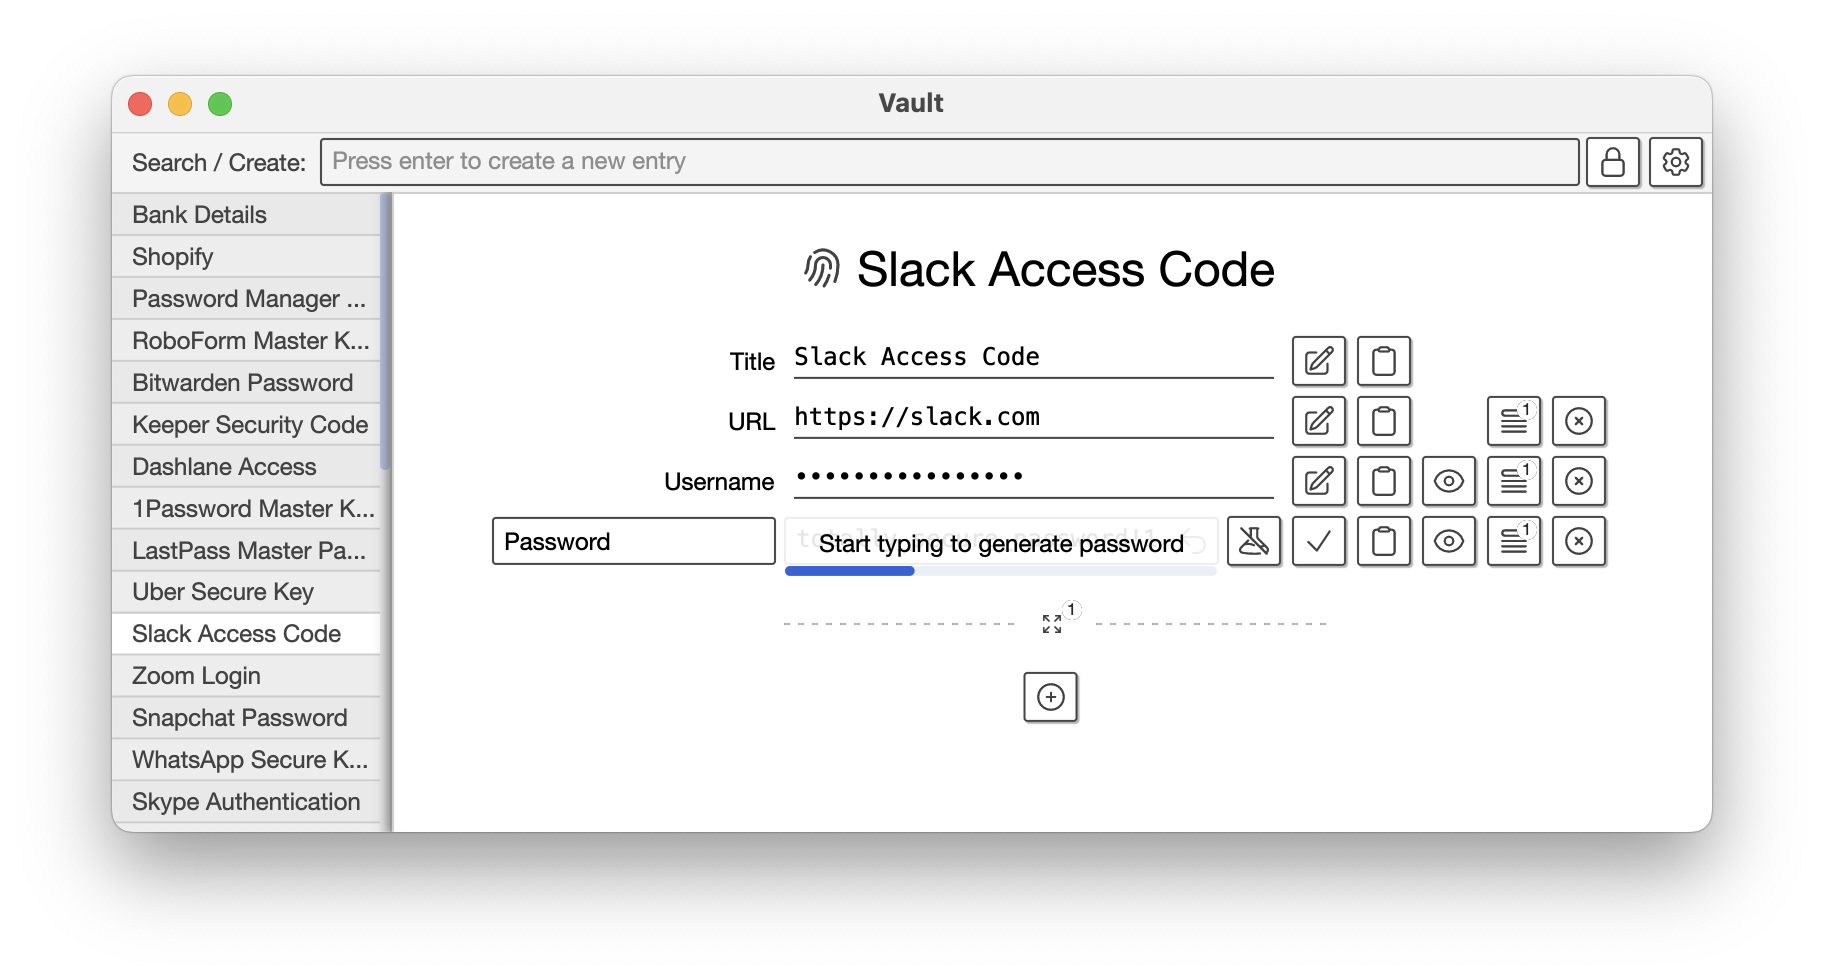 Vault
Search / Create:
Press enter to create a new entry
Bank Details
Shopify
Password Manager ...
RoboForm Master K...
Bitwarden Password
Keeper Security Code
Dashlane Access
1Password Master K...
LastPass Master Pa...
Uber Secure Key
Slack Access Code
Zoom Login
Snapchat Password
WhatsApp Secure K...
Skype Authentication
Slack Access Code
Title Slack Access Code
URL https://slack.com 1
Username •••••••••••••••• 1
Password Start typing to generate password 1
1